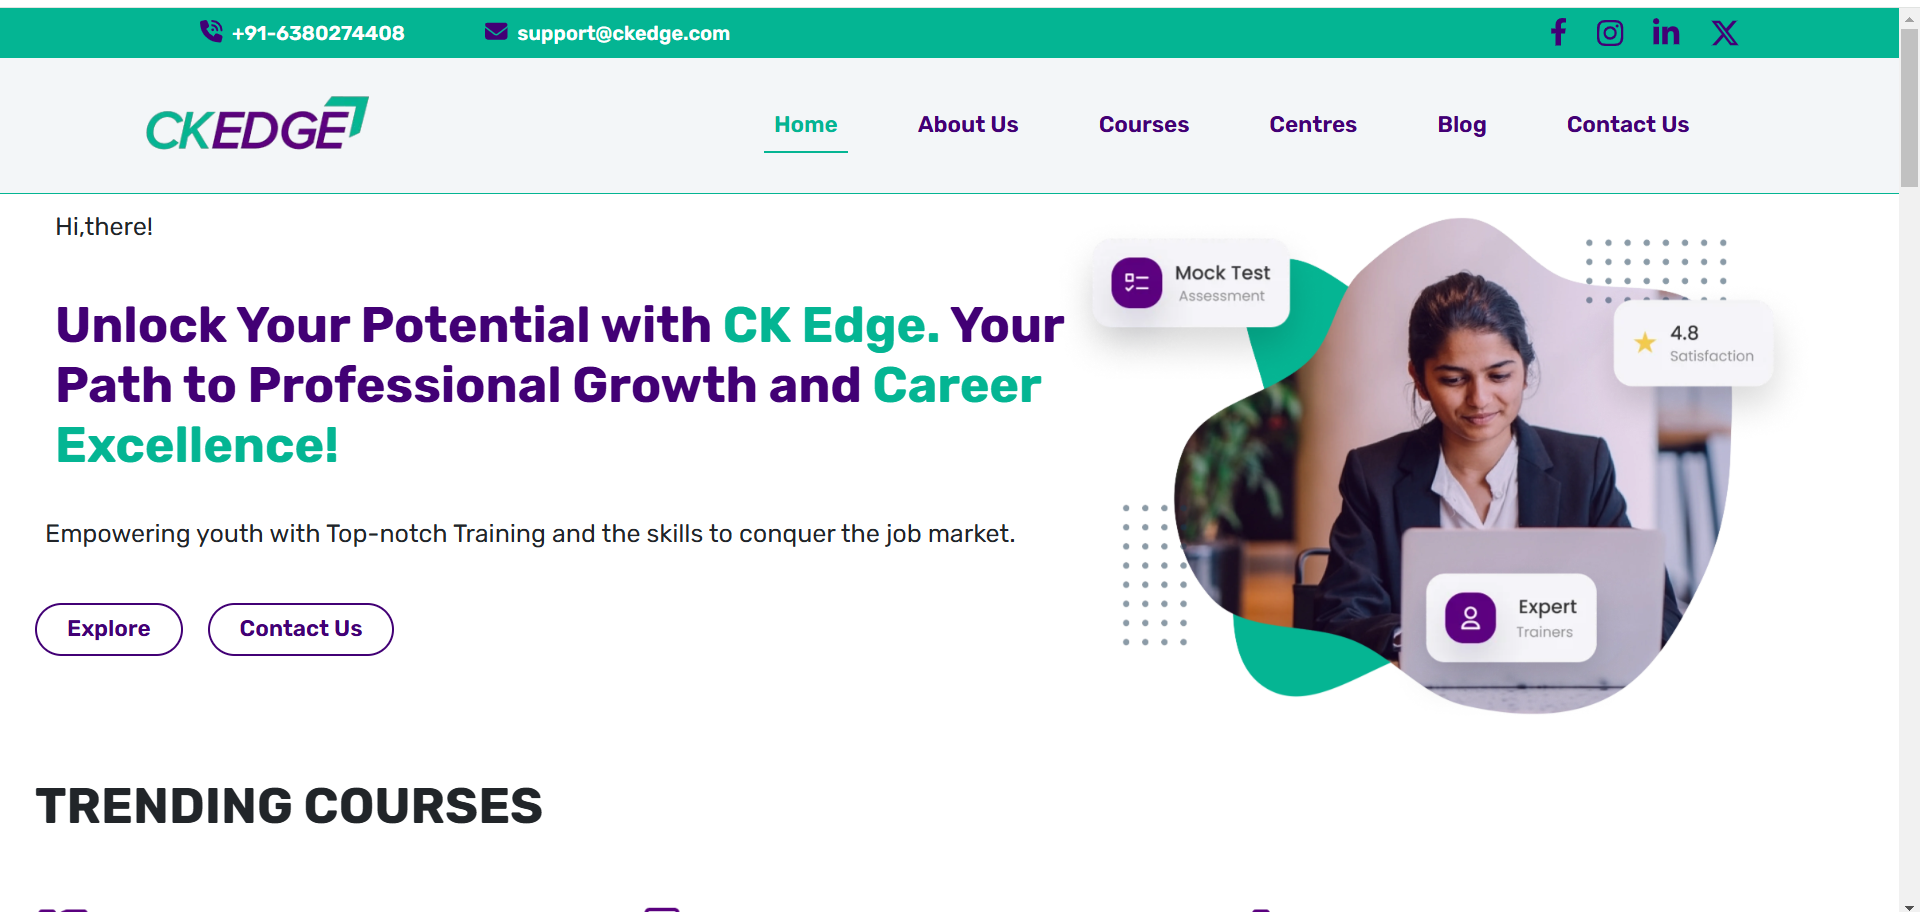 +91-6380274408
support@ckedge.com
CKEDGE
Home
About Us
Courses
Centres
Blog
Contact Us
Hi,there!
Unlock Your Potential with CK Edge. Your
Path to Professional Growth and Career
Excellence!
Empowering youth with Top-notch Training and the skills to conquer the job market.
Explore
Contact Us
Mock Test
Assessment
4.8
Satisfaction
Expert
Trainers
TRENDING COURSES